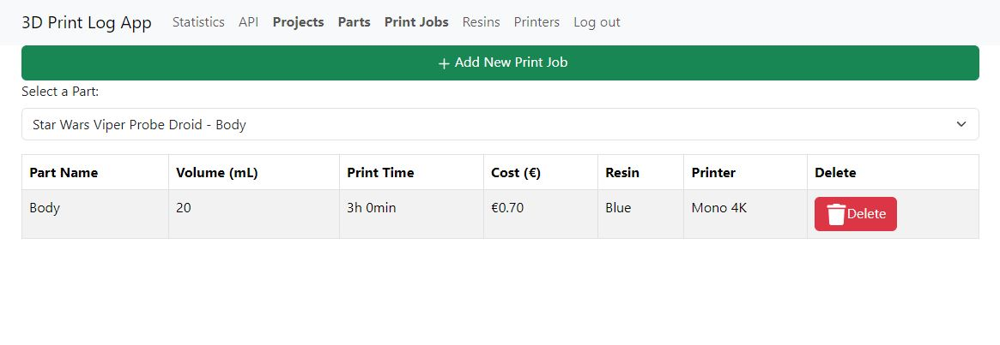 3D Print Log App Statistics API Projects Parts Print Jobs Resins Printers Log out
+ Add New Print Job
Select a Part:
Star Wars Viper Probe Droid - Body
Part Name Volume (mL) Print Time Cost (€) Resin Printer Delete
Body 20 3h 0min €0.70 Blue Mono 4K Delete